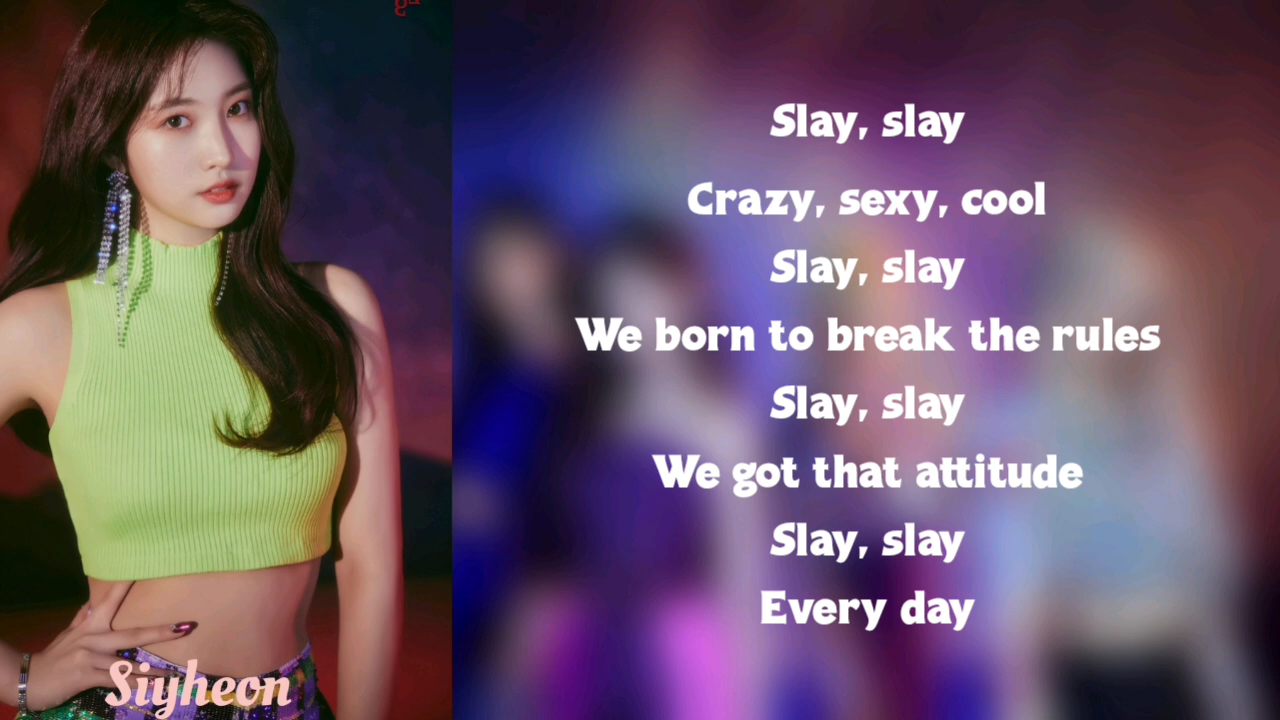 Slay, slay
Crazy, sexy, cool
Slay, slay
We born to break the rules
Slay, slay
We got that attitude
Slay, slay
Every day
Siyheon